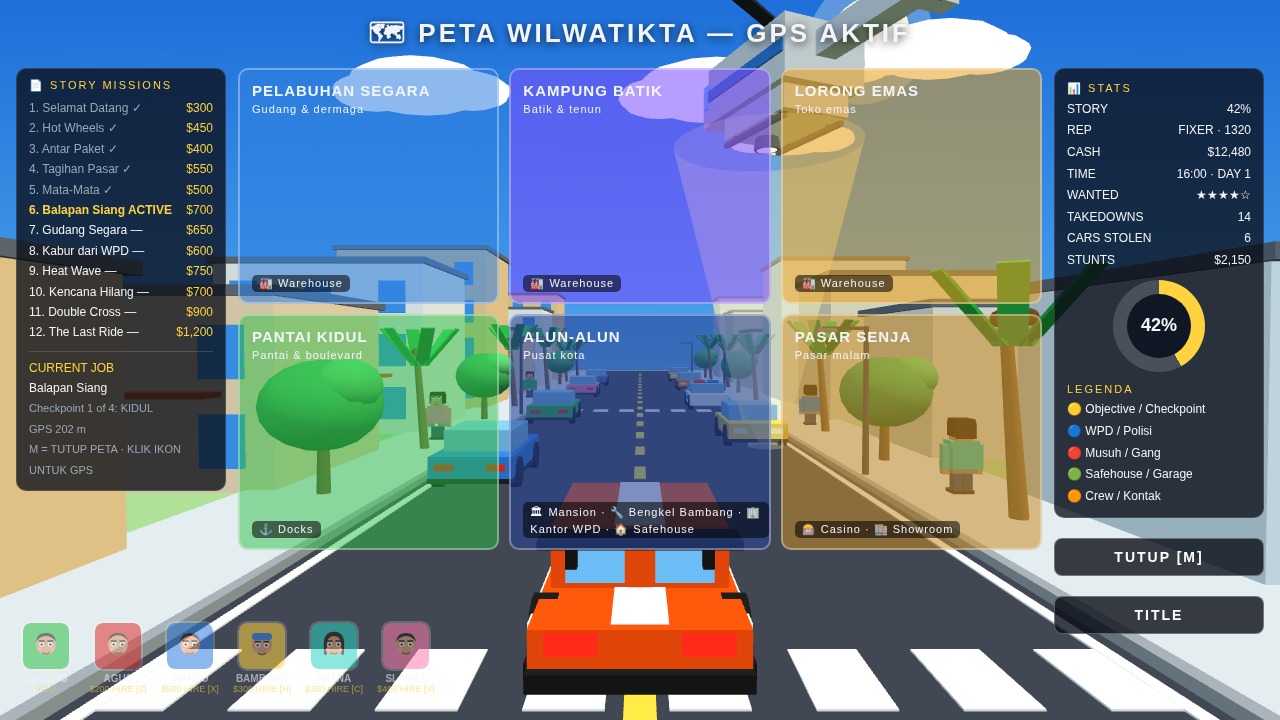 🗺 PETA WILWATIKTA — GPS AKTIF
📄 STORY MISSIONS
1. Selamat Datang ✓ $300
2. Hot Wheels ✓ $450
3. Antar Paket ✓ $400
4. Tagihan Pasar ✓ $550
5. Mata-Mata ✓ $500
6. Balapan Siang ACTIVE $700
7. Gudang Segara — $650
8. Kabur dari WPD — $600
9. Heat Wave — $750
10. Kencana Hilang — $700
11. Double Cross — $900
12. The Last Ride — $1,200
CURRENT JOB
Balapan Siang
Checkpoint 1 of 4: KIDUL
GPS 202 m
M = TUTUP PETA · KLIK IKON
UNTUK GPS
PELABUHAN SEGARA
Gudang & dermaga
🏭 Warehouse
KAMPUNG BATIK
Batik & tenun
🏭 Warehouse
LORONG EMAS
Toko emas
🏭 Warehouse
PANTAI KIDUL
Pantai & boulevard
⚓ Docks
ALUN-ALUN
Pusat kota
🏛 Mansion · 🔧 Bengkel Bambang · 🏢
Kantor WPD · 🏠 Safehouse
PASAR SENJA
Pasar malam
🎰 Casino · 🏬 Showroom
📊 STATS
STORY 42%
REP FIXER · 1320
CASH $12,480
TIME 16:00 · DAY 1
WANTED ★★★★☆
TAKEDOWNS 14
CARS STOLEN 6
STUNTS $2,150
42%
LEGENDA
🟡 Objective / Checkpoint
🔵 WPD / Polisi
🔴 Musuh / Gang
🟢 Safehouse / Garage
🟠 Crew / Kontak
TUTUP [M]
TITLE
$200 HIRE [Z]
$500 HIRE [X]
$300 HIRE [H]
HIRE [C]
HIRE [V]